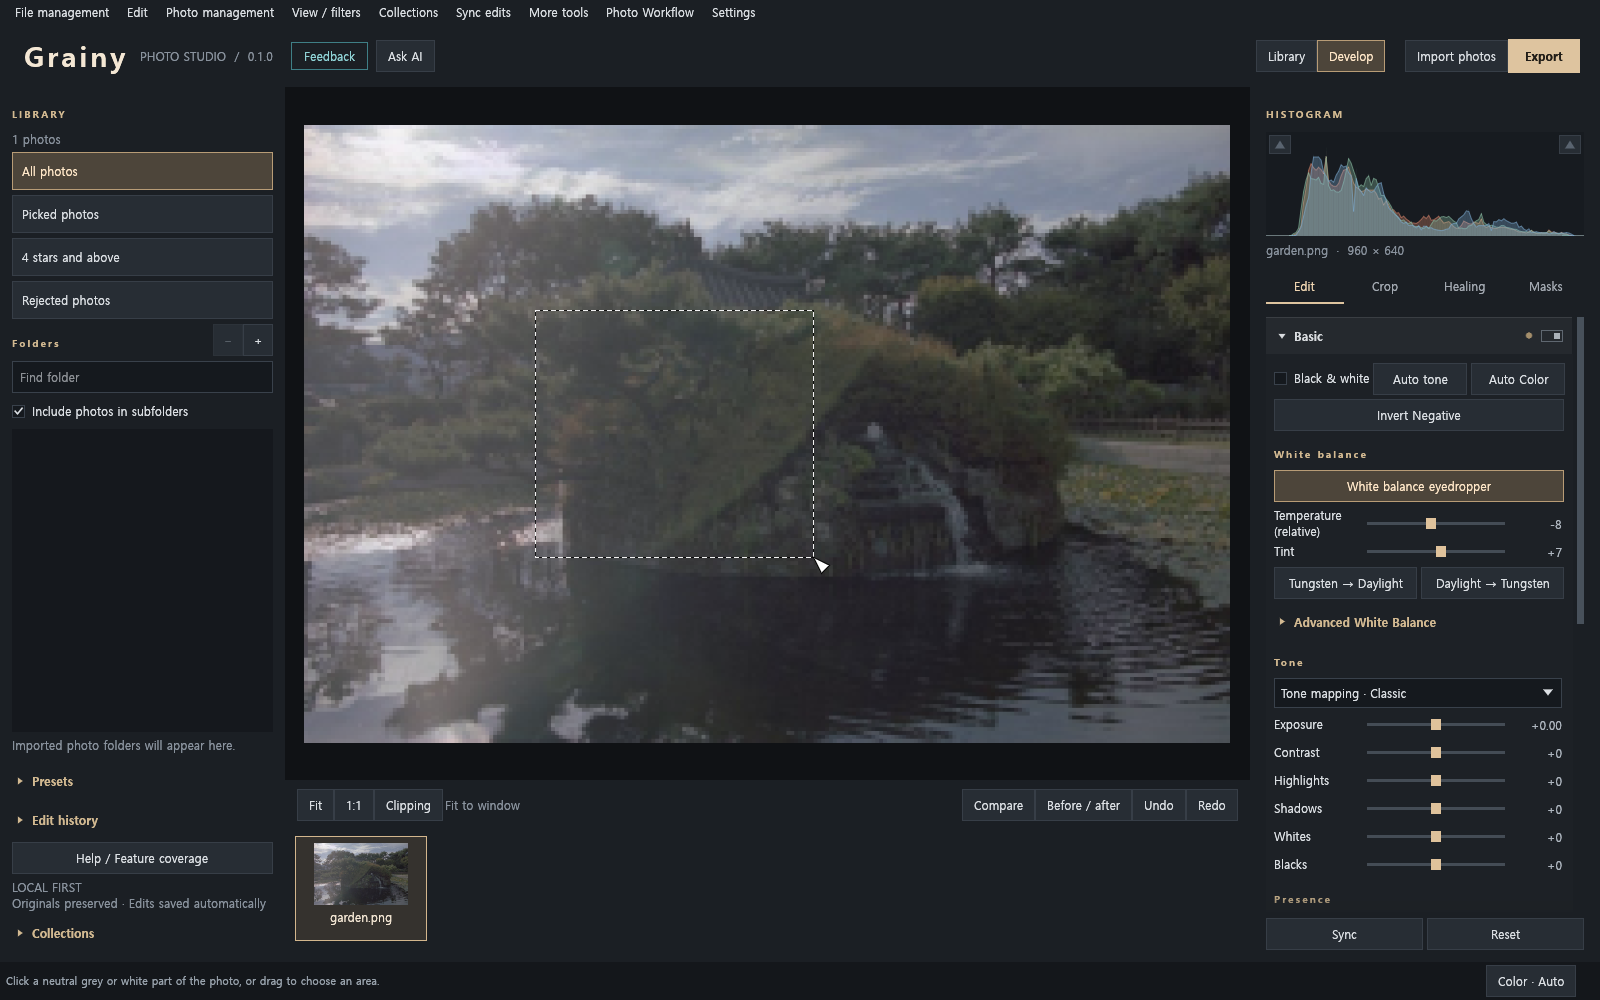 File management Edit Photo management View / filters Collections Sync edits More tools Photo Workflow Settings
Grainy PHOTO STUDIO / 0.1.0 Feedback Ask AI Library Develop Import photos Export
LIBRARY
1 photos
All photos
Picked photos
4 stars and above
Rejected photos
Folders − +
Find folder
Include photos in subfolders
Imported photo folders will appear here.
Presets
Edit history
Help / Feature coverage
LOCAL FIRST
Originals preserved · Edits saved automatically
Collections
Fit 1:1 Clipping Fit to window Compare Before / after Undo Redo
garden.png
HISTOGRAM
garden.png · 960 × 640
Edit Crop Healing Masks
Basic
Black & white Auto tone Auto Color
Invert Negative
White balance
White balance eyedropper
Temperature
(relative) -8
Tint +7
Tungsten → Daylight Daylight → Tungsten
Advanced White Balance
Tone
Tone mapping · Classic
Exposure +0.00
Contrast +0
Highlights +0
Shadows +0
Whites +0
Blacks +0
Presence
Sync Reset
Click a neutral grey or white part of the photo, or drag to choose an area. Color · Auto